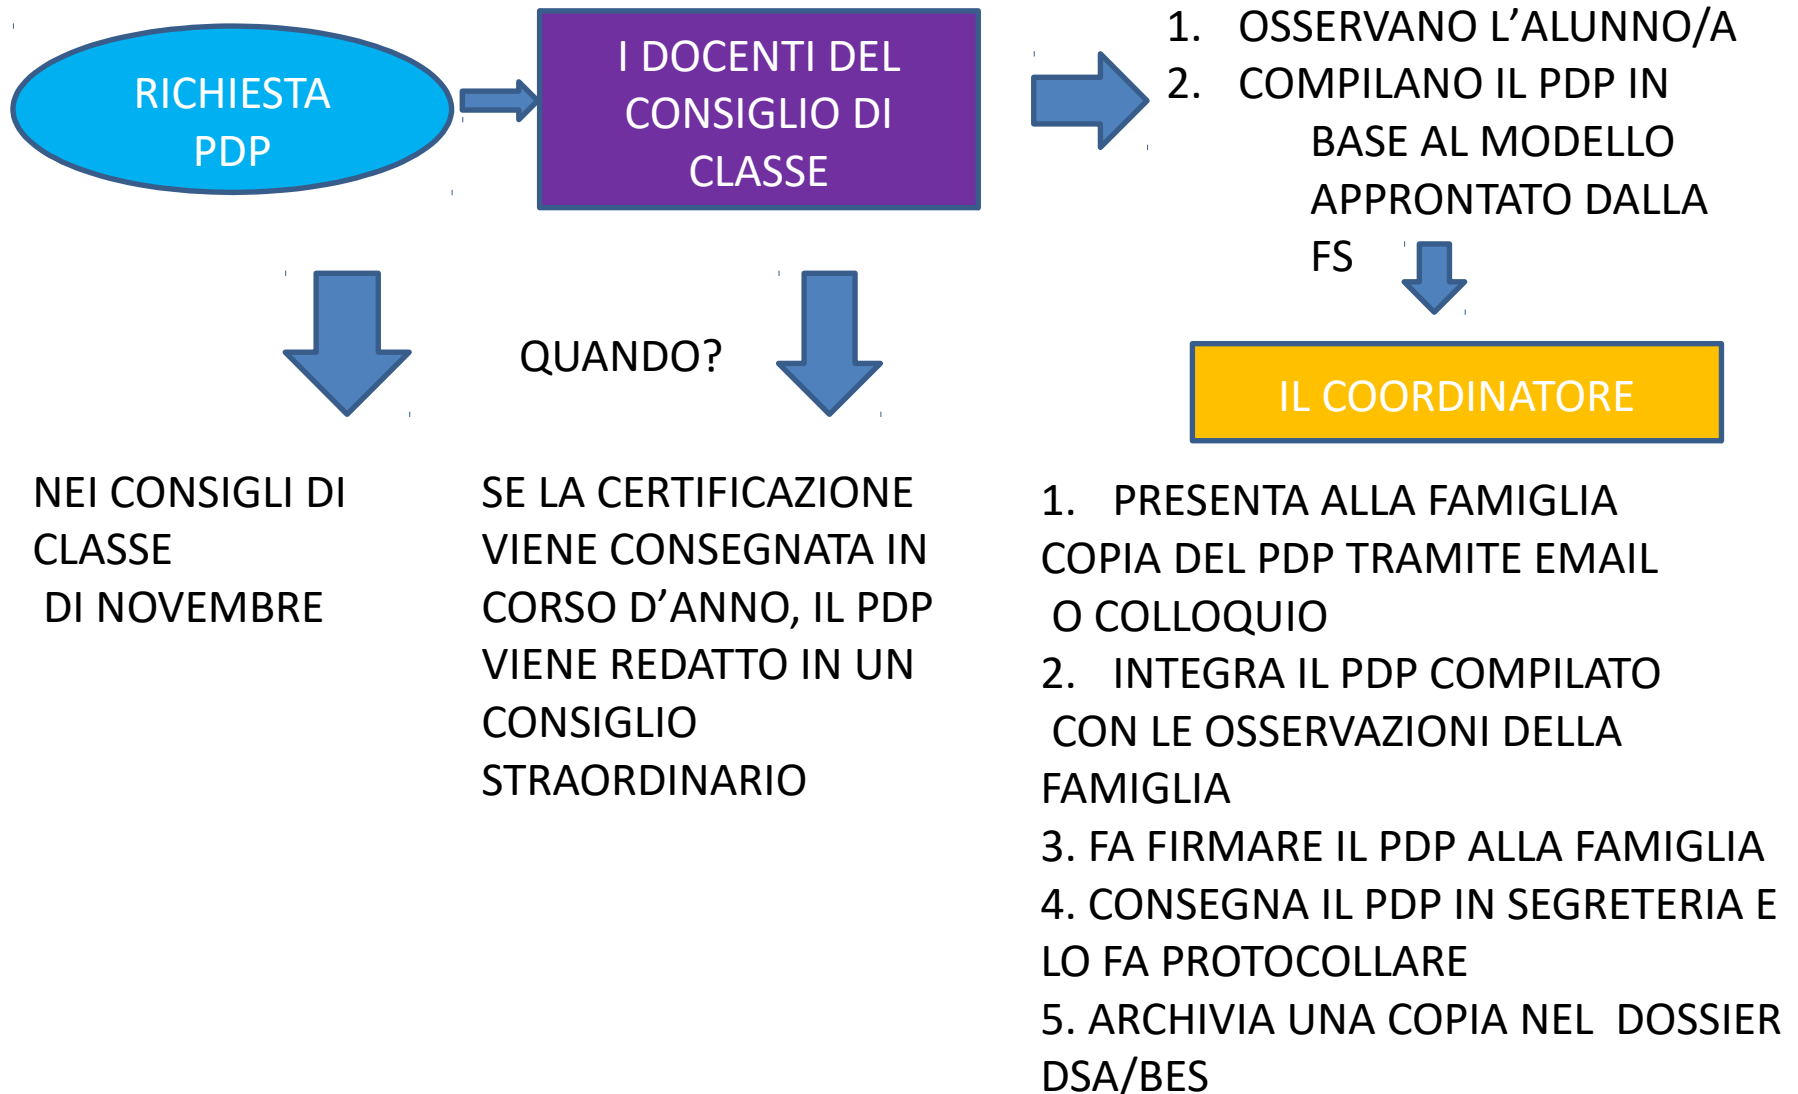 RICHIESTA
PDP
I DOCENTI DEL
CONSIGLIO DI
CLASSE
1. OSSERVANO L’ALUNNO/A
2. COMPILANO IL PDP IN
BASE AL MODELLO
APPRONTATO DALLA
FS
QUANDO?
IL COORDINATORE
NEI CONSIGLI DI
CLASSE
DI NOVEMBRE
SE LA CERTIFICAZIONE
VIENE CONSEGNATA IN
CORSO D’ANNO, IL PDP
VIENE REDATTO IN UN
CONSIGLIO
STRAORDINARIO
1. PRESENTA ALLA FAMIGLIA
COPIA DEL PDP TRAMITE EMAIL
O COLLOQUIO
2. INTEGRA IL PDP COMPILATO
CON LE OSSERVAZIONI DELLA
FAMIGLIA
3. FA FIRMARE IL PDP ALLA FAMIGLIA
4. CONSEGNA IL PDP IN SEGRETERIA E
LO FA PROTOCOLLARE
5. ARCHIVIA UNA COPIA NEL DOSSIER
DSA/BES